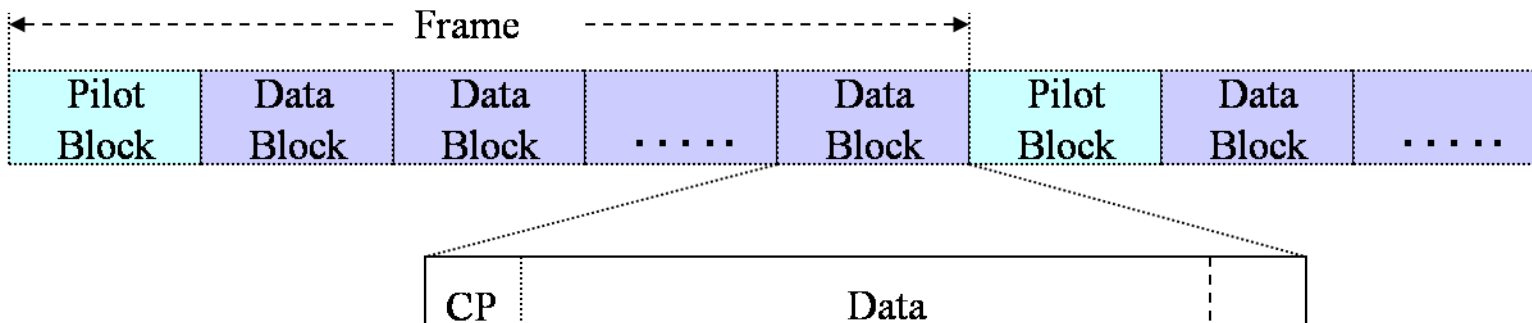 Frame
Pilot Data Data Data Pilot Data
Block Block Block ..... Block Block Block .....
CP Data